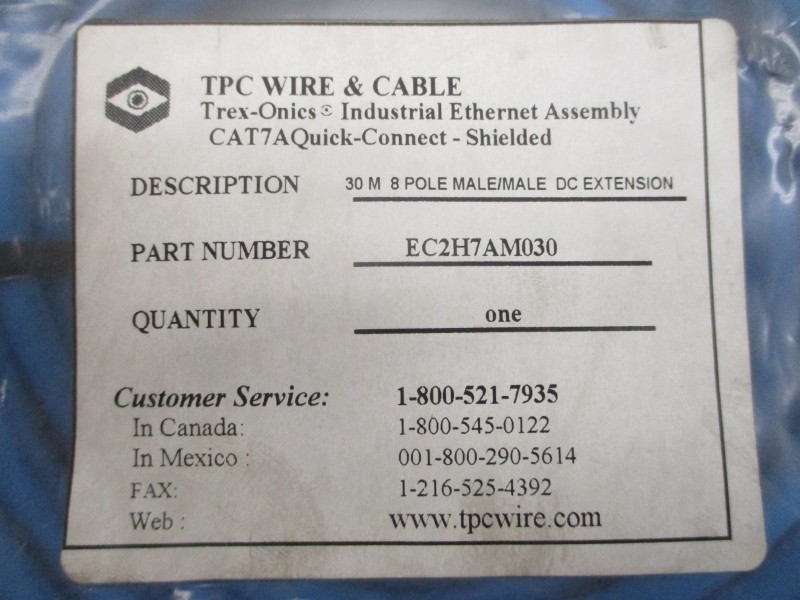 TPC WIRE & CABLE
Trex-Onics® Industrial Ethernet Assembly
CAT7AQuick-Connect - Shielded
DESCRIPTION 30 M 8 POLE MALE/MALE DC EXTENSION
PART NUMBER EC2H7AM030
QUANTITY one
Customer Service: 1-800-521-7935
In Canada: 1-800-545-0122
In Mexico : 001-800-290-5614
FAX: 1-216-525-4392
Web : www.tpcwire.com